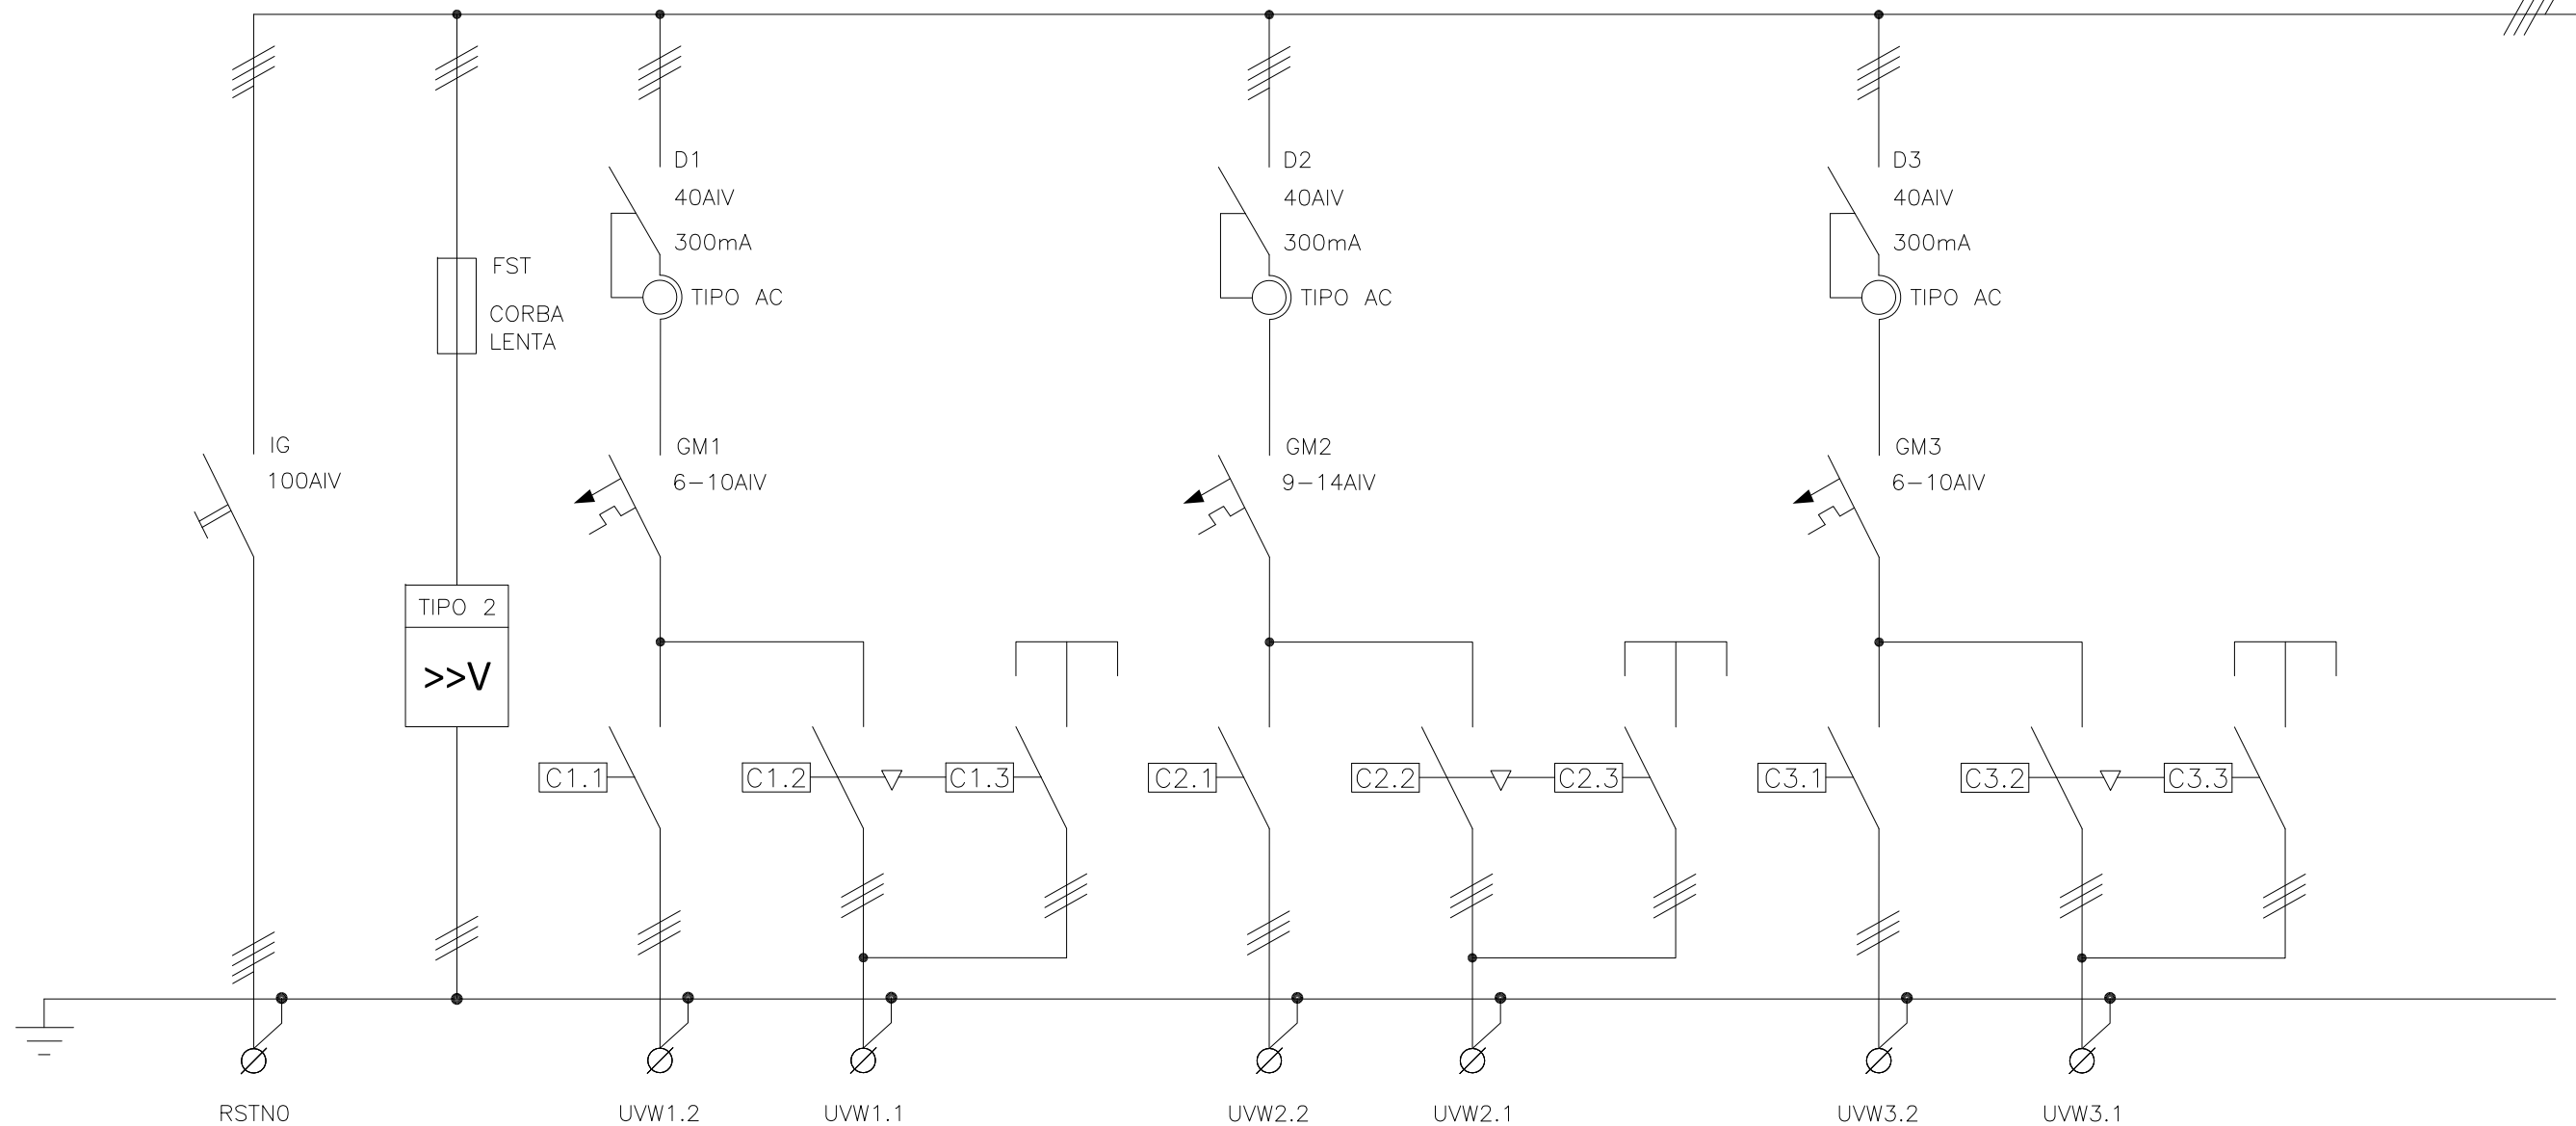 D1
40AIV
300mA
TIPO AC
D2
40AIV
300mA
TIPO AC
D3
40AIV
300mA
TIPO AC
FST
CORBA
LENTA
IG
100AIV
GM1
6-10AIV
GM2
9-14AIV
GM3
6-10AIV
TIPO 2
>>V
C1.1
C1.2
C1.3
C2.1
C2.2
C2.3
C3.1
C3.2
C3.3
RSTN0
UVW1.2
UVW1.1
UVW2.2
UVW2.1
UVW3.2
UVW3.1